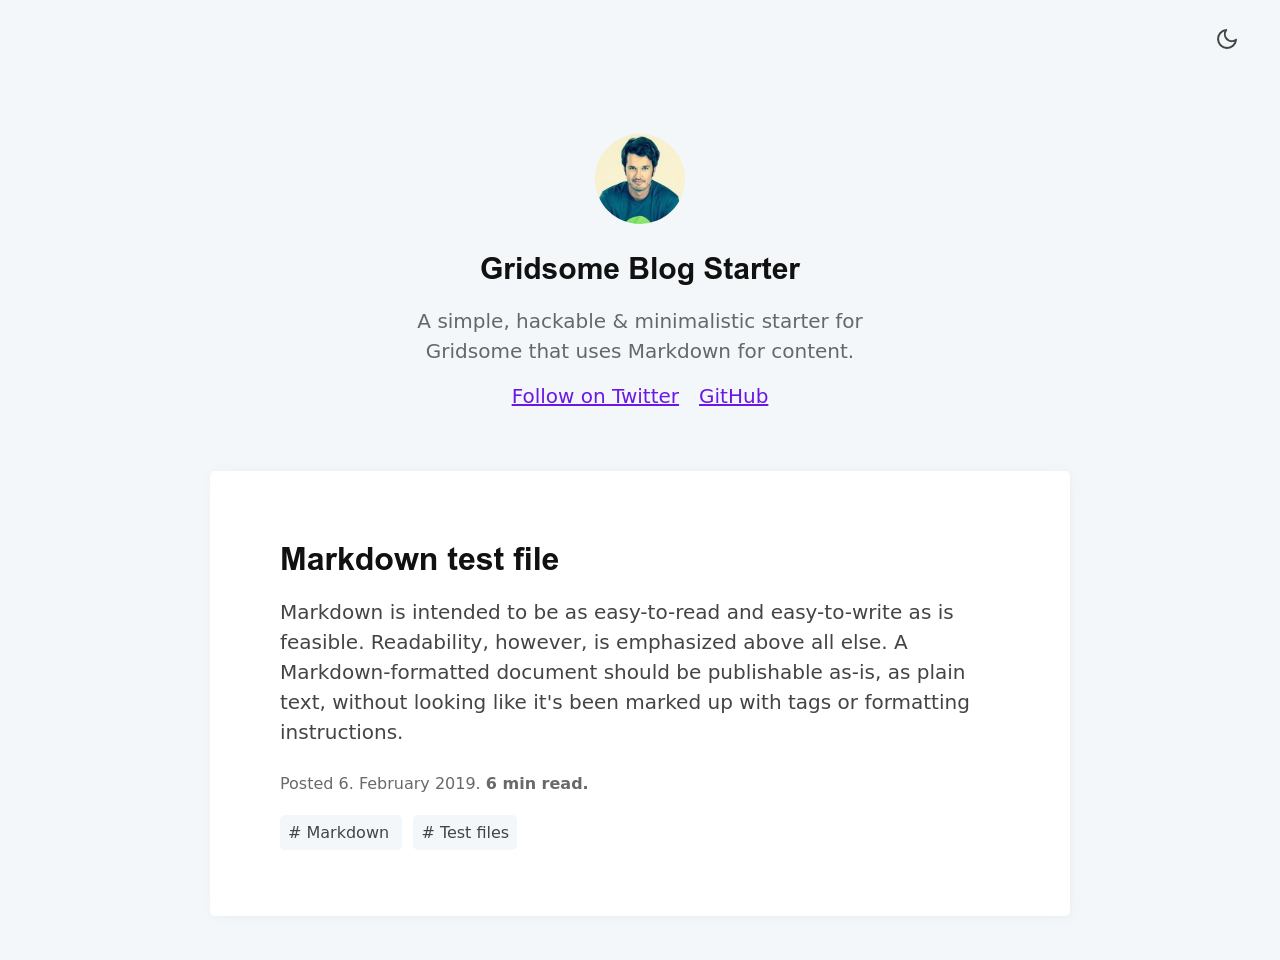 Gridsome Blog Starter
A simple, hackable & minimalistic starter for
Gridsome that uses Markdown for content.
Follow on Twitter GitHub
Markdown test file
Markdown is intended to be as easy-to-read and easy-to-write as is
feasible. Readability, however, is emphasized above all else. A
Markdown-formatted document should be publishable as-is, as plain
text, without looking like it's been marked up with tags or formatting
instructions.
Posted 6. February 2019. 6 min read.
# Markdown # Test files